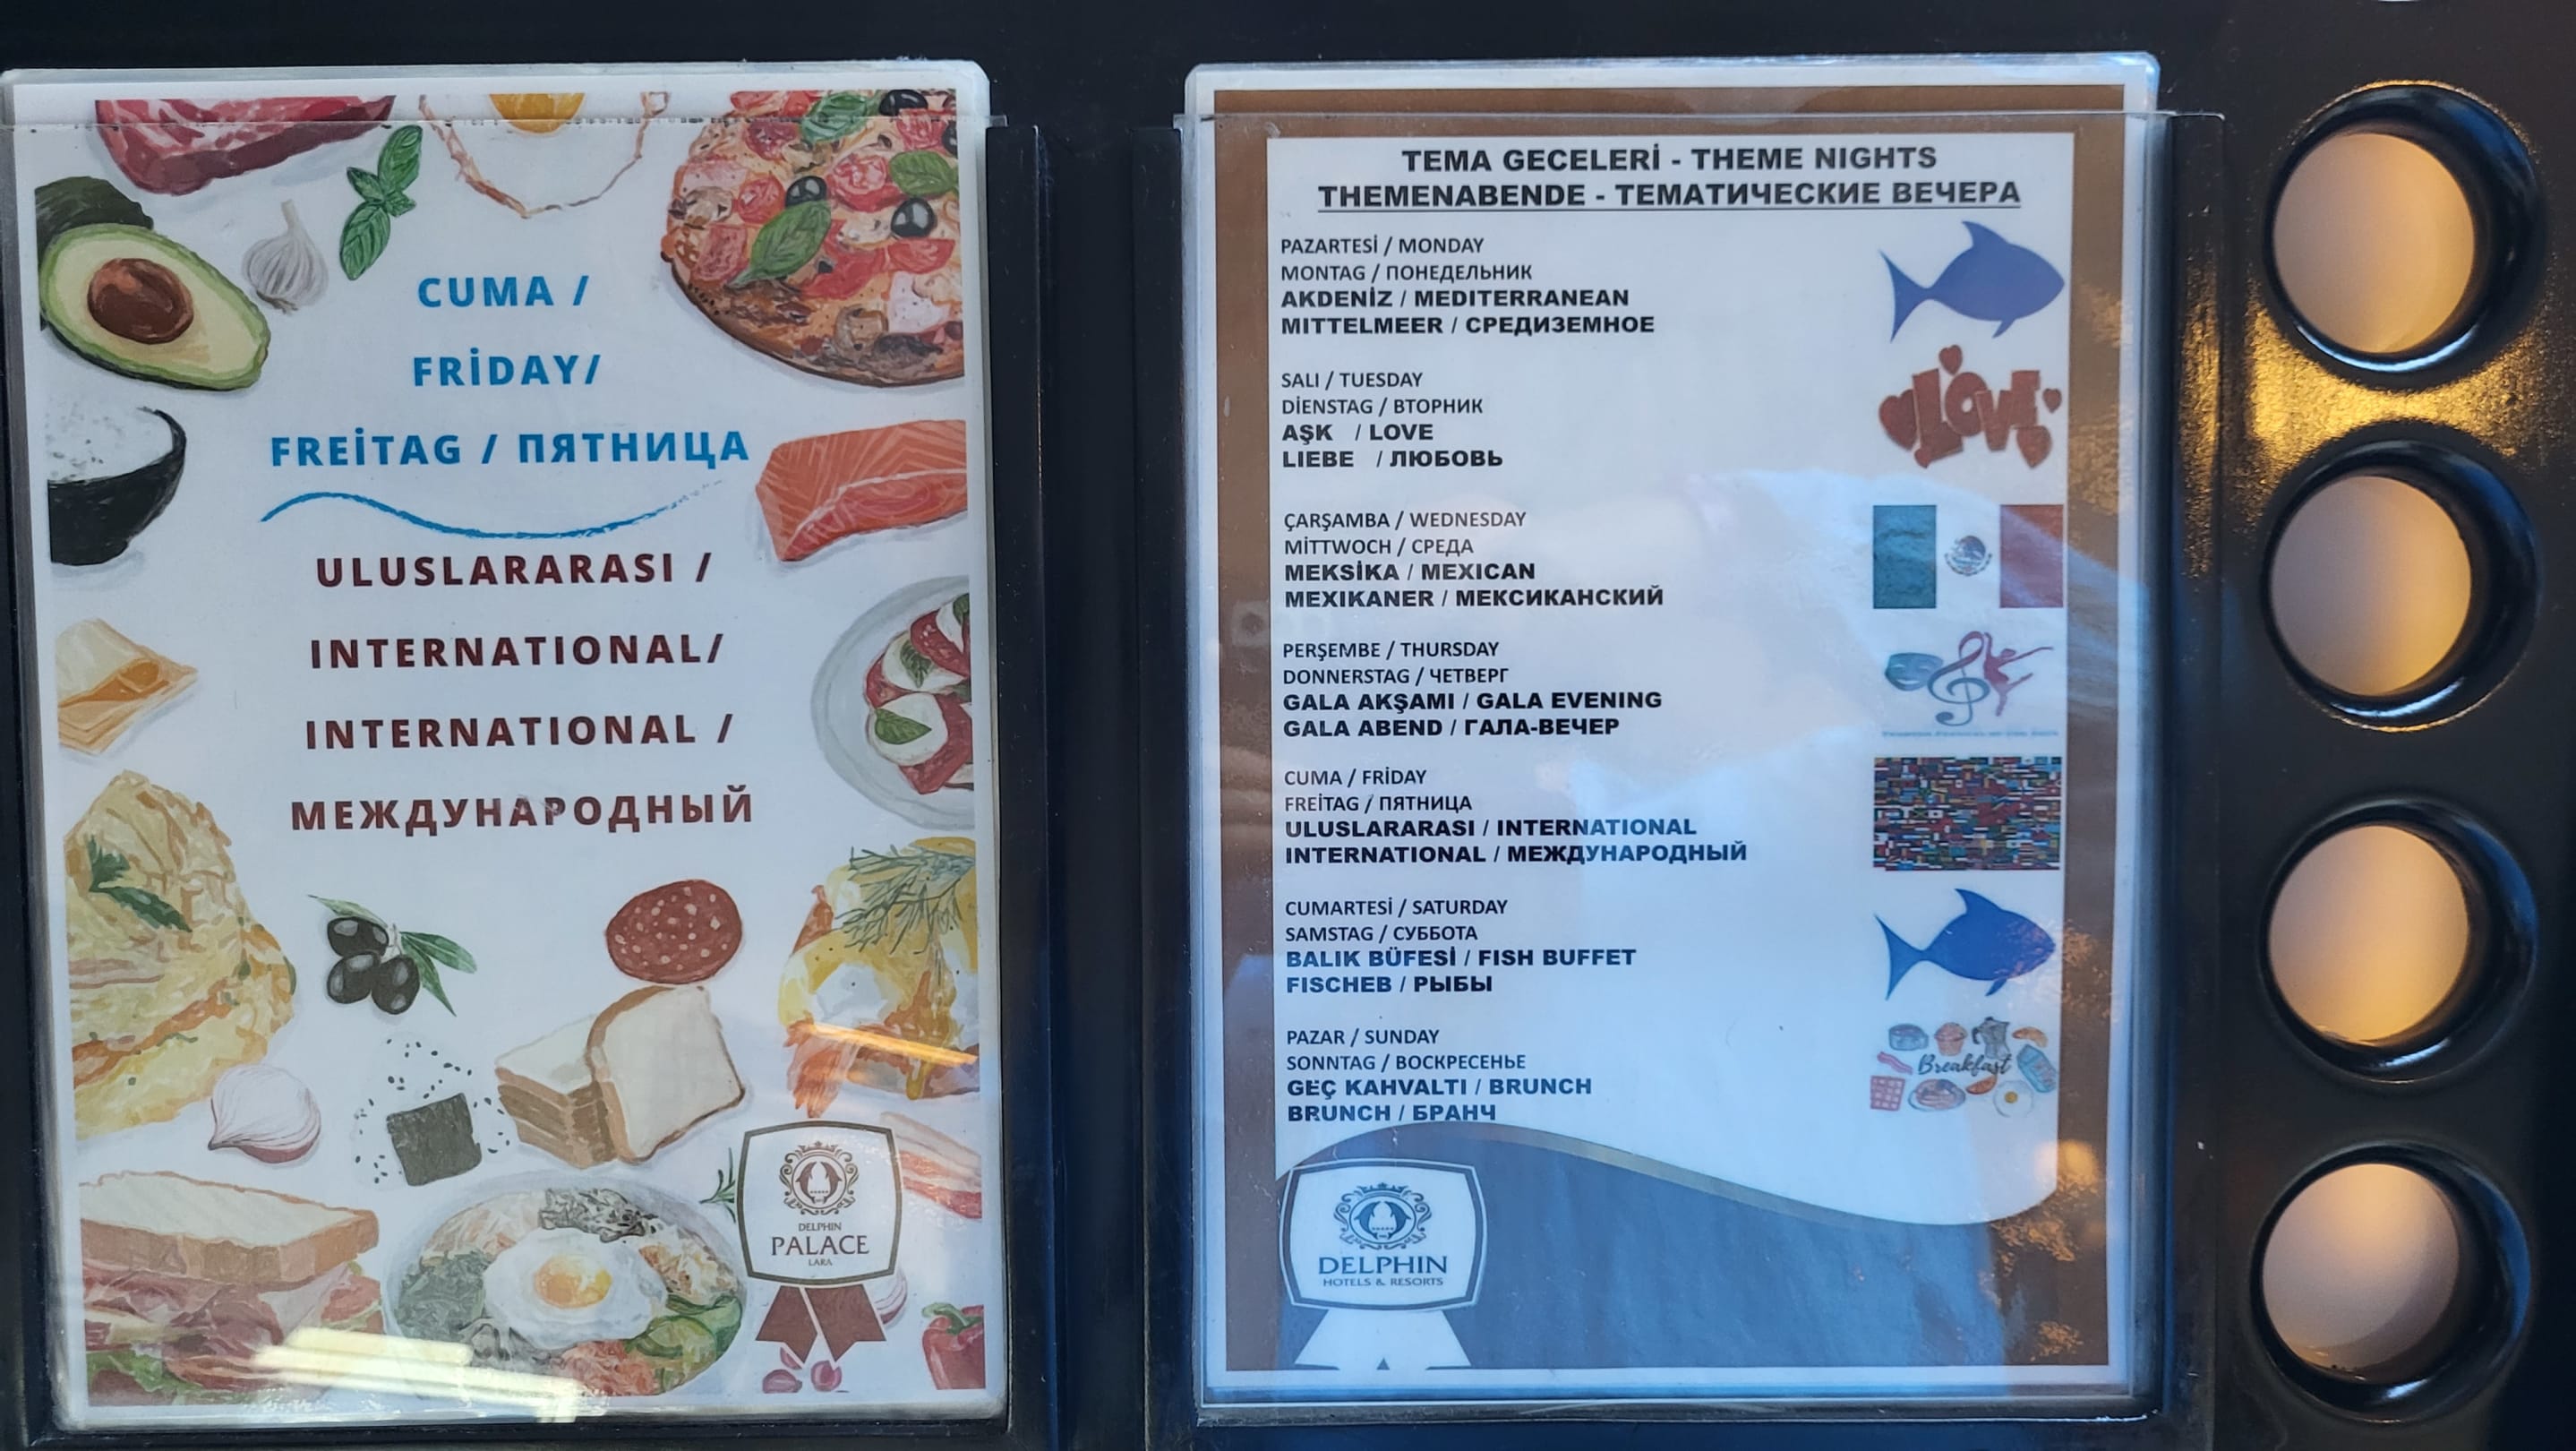 CUMA /
FRİDAY/
FREİTAG / ПЯТНИЦА
ULUSLARARASI /
INTERNATIONAL/
INTERNATIONAL /
МЕЖДУНАРОДНЫЙ
DELPHIN
PALACE
LARA
TEMA GECELERİ - THEME NIGHTS
THEMENABENDE - ТЕМАТИЧЕСКИЕ ВЕЧЕРА
PAZARTESİ / MONDAY
MONTAG / ПОНЕДЕЛЬНИК
AKDENİZ / MEDITERRANEAN
MITTELMEER / СРЕДИЗЕМНОЕ
SALI / TUESDAY
DİENSTAG / ВТОРНИК
AŞK / LOVE
LIEBE / ЛЮБОВЬ
LOVE
ÇARŞAMBA / WEDNESDAY
MİTTWOCH / СРЕДА
MEKSİKA / MEXICAN
MEXIKANER / МЕКСИКАНСКИЙ
PERŞEMBE / THURSDAY
DONNERSTAG / ЧЕТВЕРГ
GALA AKŞAMI / GALA EVENING
GALA ABEND / ГАЛА-ВЕЧЕР
CUMA / FRİDAY
FREİTAG / ПЯТНИЦА
ULUSLARARASI / INTERNATIONAL
INTERNATIONAL / МЕЖДУНАРОДНЫЙ
CUMARTESİ / SATURDAY
SAMSTAG / СУББОТА
BALIK BÜFESİ / FISH BUFFET
FISCHEB / РЫБЫ
PAZAR / SUNDAY
SONNTAG / ВОСКРЕСЕНЬЕ
GEÇ KAHVALTI / BRUNCH
BRUNCH / БРАНЧ
Breakfast
DELPHIN
HOTELS & RESORTS